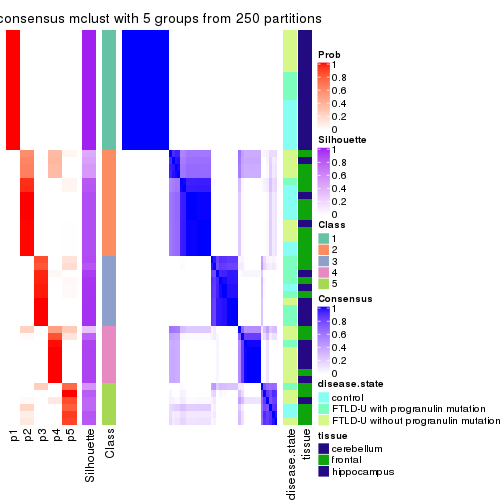 consensus mclust with 5 groups from 250 partitions
Prob
1
0.8
0.6
0.4
0.2
0
Silhouette
1
0.8
0.6
0.4
0.2
0
Class
1
2
3
4
5
Consensus
1
0.8
0.6
0.4
0.2
0
disease.state
control
FTLD-U with progranulin mutation
FTLD-U without progranulin mutation
tissue
cerebellum
frontal
hippocampus
p1
p2
p3
p4
p5
Silhouette
Class
disease.state
tissue